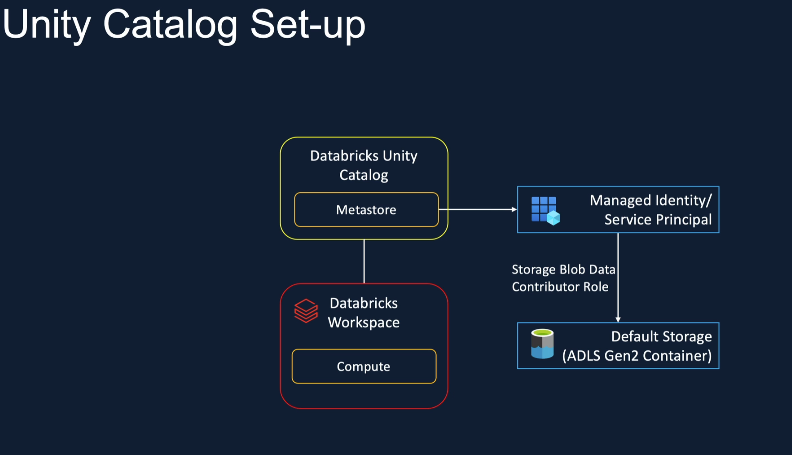 Unity Catalog Set-up
Databricks Unity
Catalog
Metastore
Managed Identity/
Service Principal
Storage Blob Data
Contributor Role
Databricks
Workspace
Compute
Default Storage
(ADLS Gen2 Container)